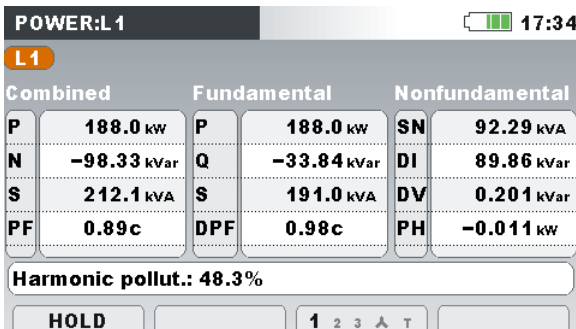 POWER:L1 17:34
L1
Combined Fundamental Nonfundamental
P 188.0 kW P 188.0 kW SN 92.29 kVA
N -98.33 kVar Q -33.84 kVar DI 89.86 kVar
S 212.1 kVA S 191.0 kVA DV 0.201 kVar
PF 0.89c DPF 0.98c PH -0.011 kW
Harmonic pollut.: 48.3%
HOLD 1 2 3 人 T